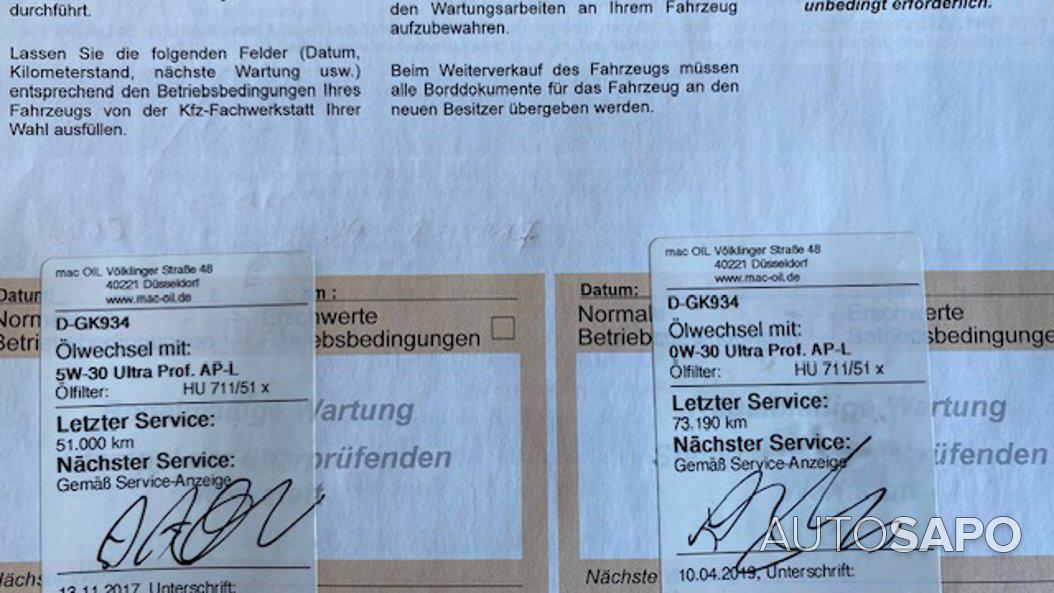 durchführt.
Lassen Sie die folgenden Felder (Datum,
Kilometerstand, nächste Wartung usw.)
entsprechend den Betriebsbedingungen Ihres
Fahrzeugs von der Kfz-Fachwerkstatt Ihrer
Wahl ausfüllen.
den Wartungsarbeiten an Ihrem Fahrzeug
aufzubewahren.
Beim Weiterverkauf des Fahrzeugs müssen
alle Borddokumente für das Fahrzeug an den
neuen Besitzer übergeben werden.
unbedingt erforderlich.
mac OIL Völklinger Straße 48
40221 Düsseldorf
www.mac-oil.de
D-GK934
Ölwechsel mit:
5W-30 Ultra Prof. AP-L
Ölfilter: HU 711/51 x
Letzter Service:
51.000 km
Nächster Service:
Gemäß Service-Anzeige
13.11.2017, Unterschrift:
Erschwerte
Betriebsbedingungen
Wartung
überprüfenden
mac OIL Völklinger Straße 48
40221 Düsseldorf
www.mac-oil.de
D-GK934
Ölwechsel mit:
0W-30 Ultra Prof. AP-L
Ölfilter: HU 711/51 x
Letzter Service:
73.190 km
Nächster Service:
Gemäß Service-Anzeige
10.04.2019, Unterschrift:
Datum:
Normal
Betrieb
Erschwerte
Betriebsbedingungen
Wartung
Nächste
AUTOSAPO